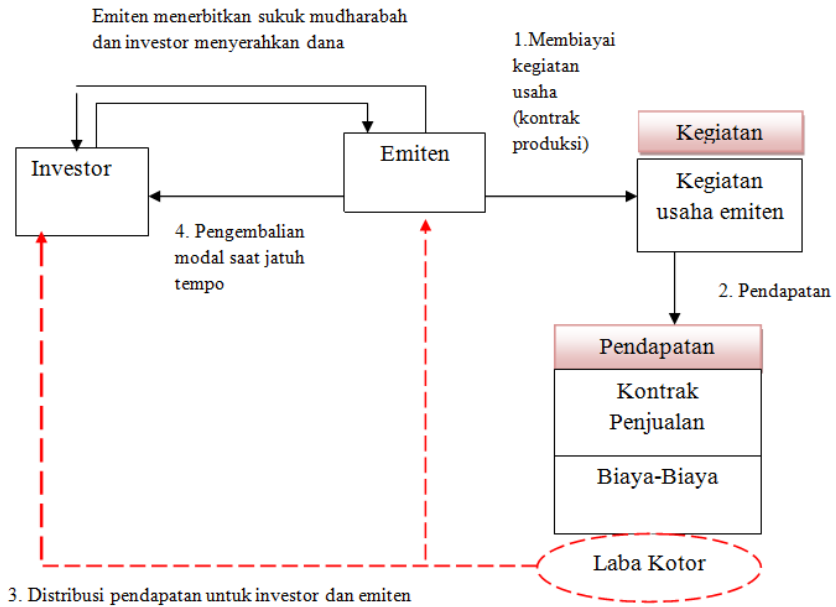 Emiten menerbitkan sukuk mudharabah
dan investor menyerahkan dana
1.Membiayai
kegiatan
usaha
(kontrak
produksi)
Kegiatan
Investor
Emiten
Kegiatan
usaha emiten
4. Pengembalian
modal saat jatuh
tempo
2. Pendapatan
Pendapatan
Kontrak
Penjualan
Biaya-Biaya
Laba Kotor
3. Distribusi pendapatan untuk investor dan emiten